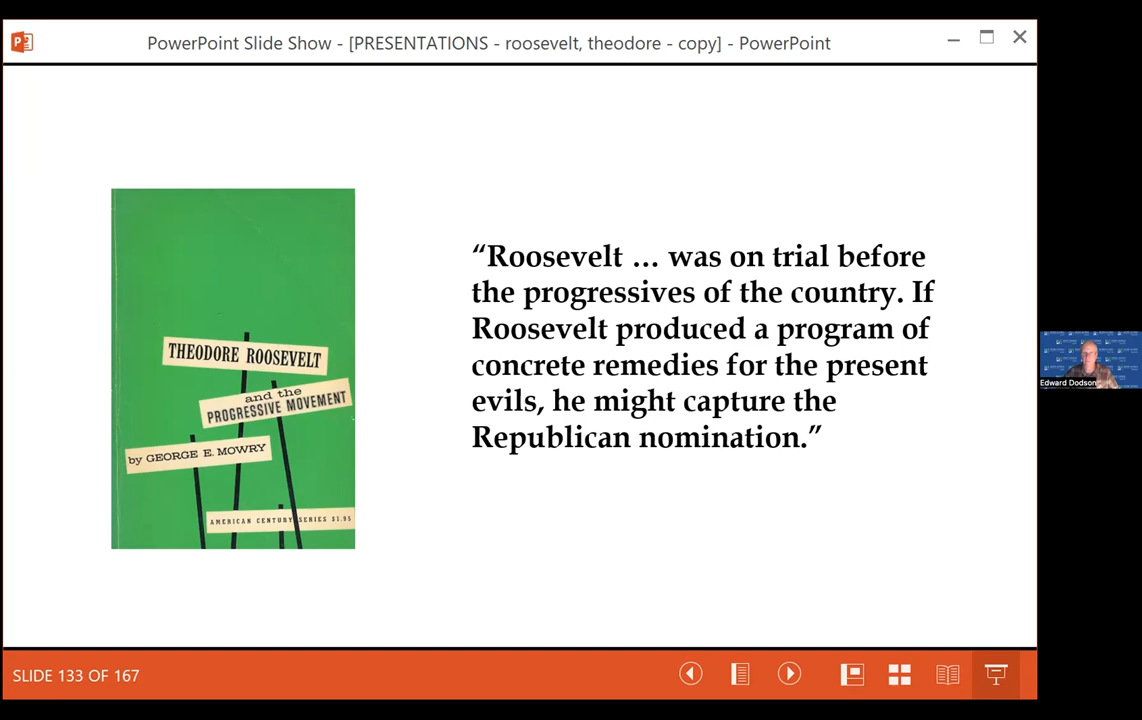 PowerPoint Slide Show - [PRESENTATIONS - roosevelt, theodore - copy] - PowerPoint
THEODORE ROOSEVELT
and the
PROGRESSIVE MOVEMENT
by GEORGE E. MOWRY
AMERICAN CENTURY SERIES $1.95
“Roosevelt … was on trial before
the progressives of the country. If
Roosevelt produced a program of
concrete remedies for the present
evils, he might capture the
Republican nomination.”
Edward Dodson
SLIDE 133 OF 167